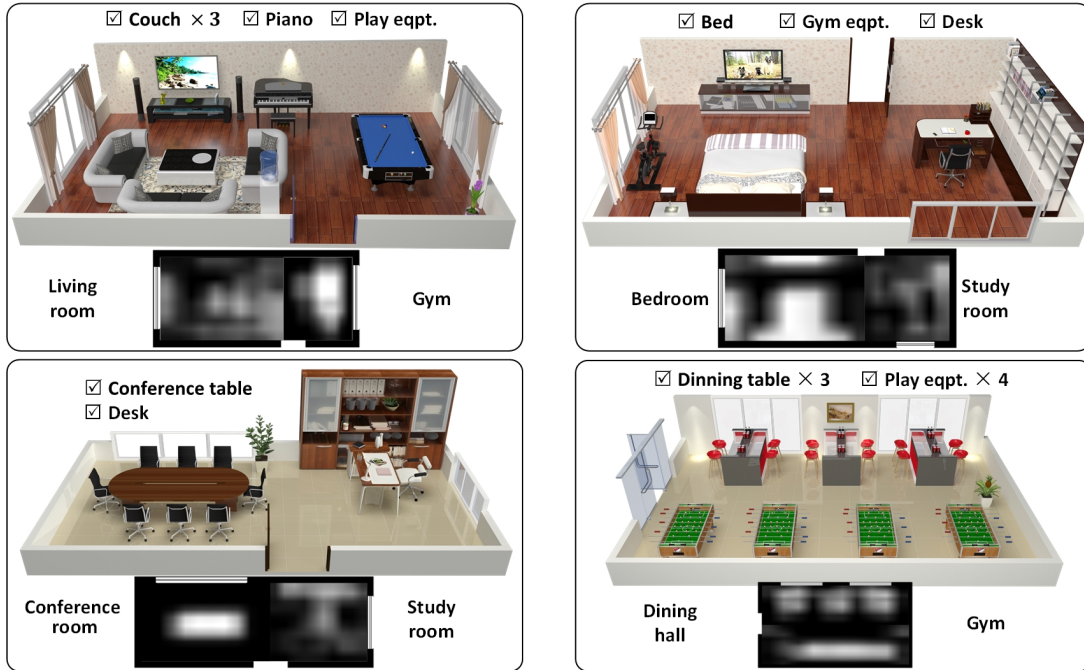 ☑ Couch × 3 ☑ Piano ☑ Play eqpt.
Living room
Gym
☑ Bed ☑ Gym eqpt. ☑ Desk
Bedroom
Study room
☑ Conference table
☑ Desk
Conference room
Study room
☑ Dinning table × 3 ☑ Play eqpt. × 4
Dining hall
Gym